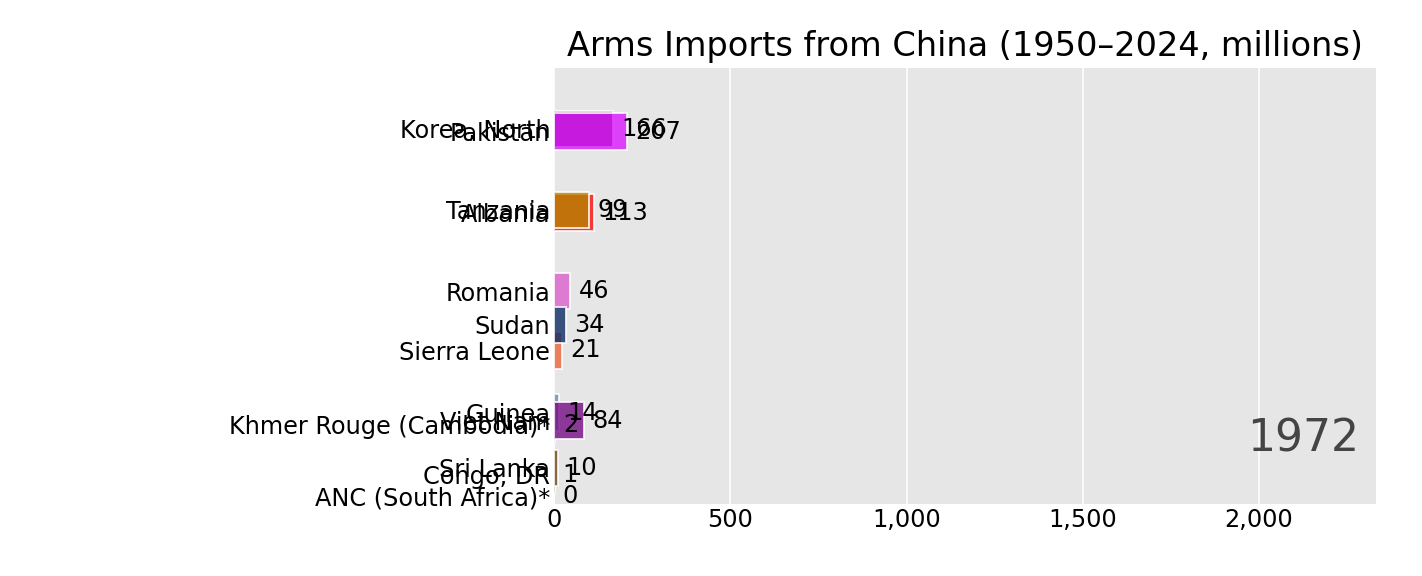 Arms Imports from China (1950–2024, millions)
Korea, North 166
Pakistan 207
Tanzania 99
Albania 113
Romania 46
Sudan 34
Sierra Leone 21
Guinea 14
Viet Nam 84
Khmer Rouge (Cambodia)* 2
1972
Sri Lanka 10
Congo, DR 1
ANC (South Africa)* 0
0 500 1,000 1,500 2,000